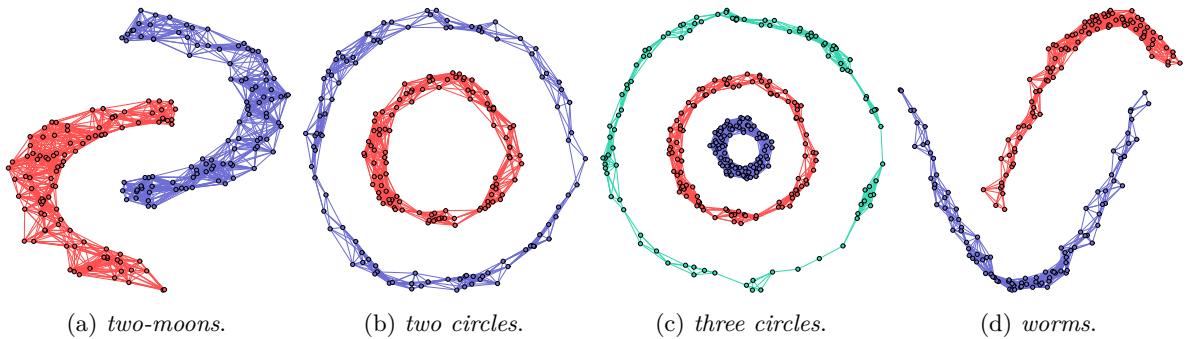 (a) two-moons.
(b) two circles.
(c) three circles.
(d) worms.